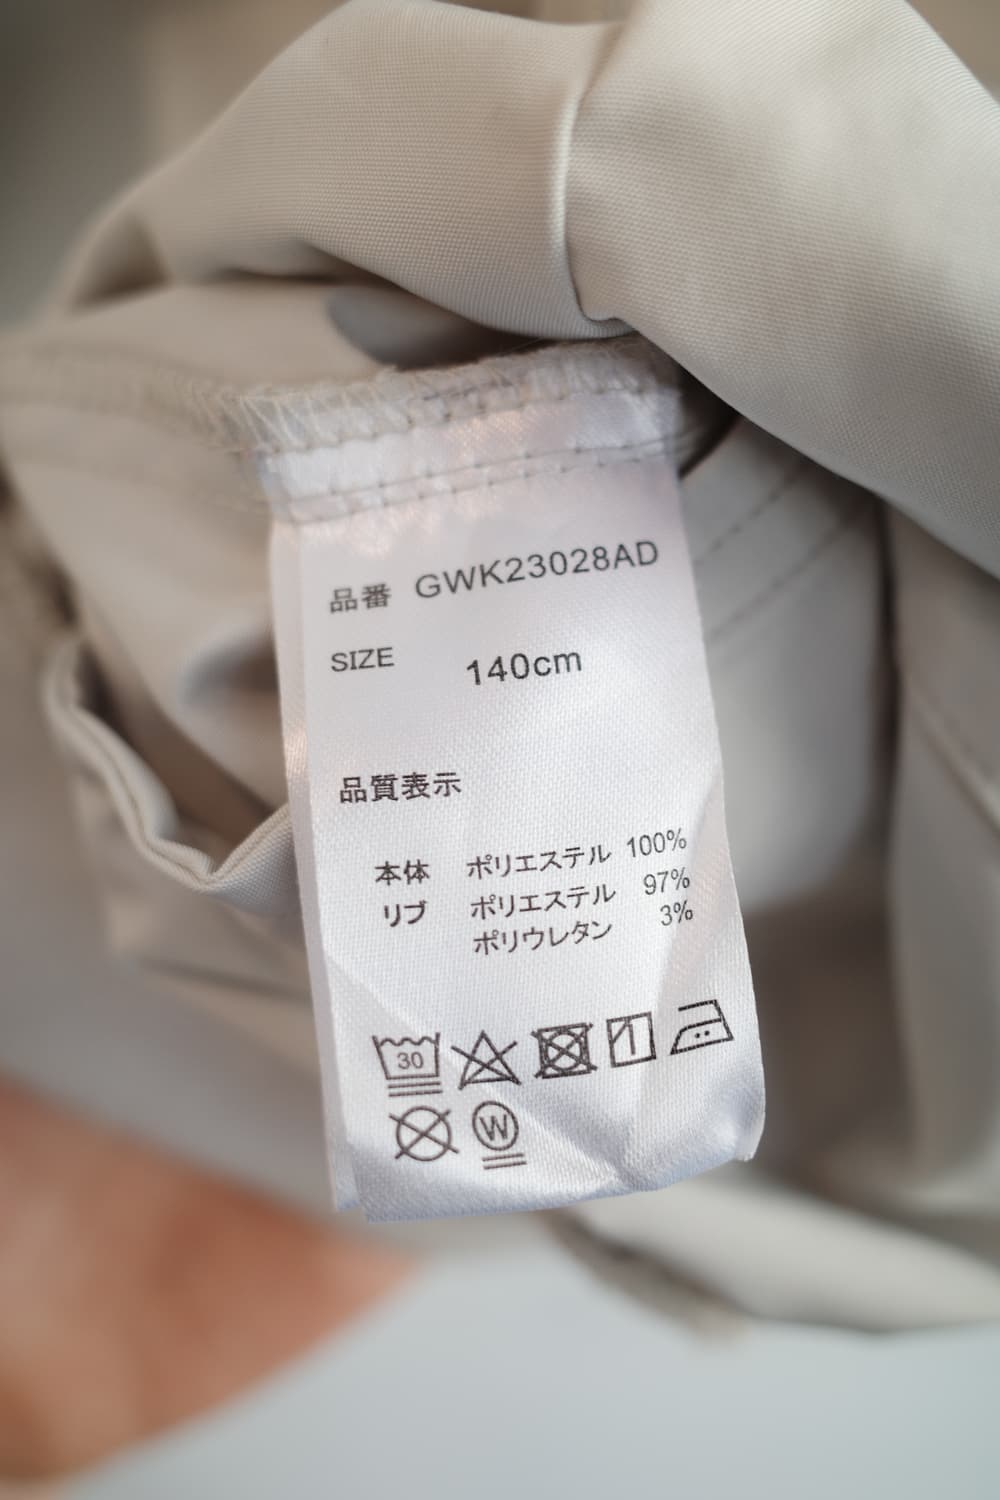 品番 GWK23028AD
SIZE 140cm
品質表示
本体 ポリエステル 100%
リブ ポリエステル 97%
ポリウレタン 3%
30
W